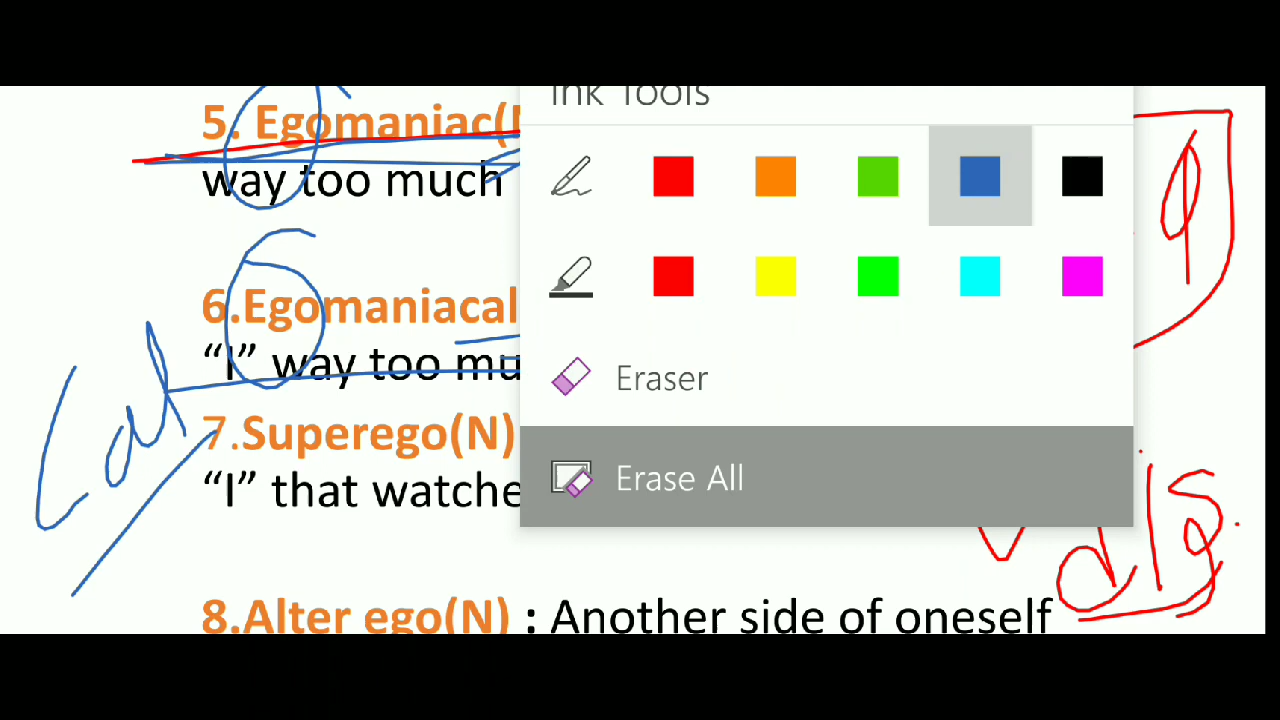 Ink Tools
5. Egomaniac(
way too much
6.Egomaniacal
“I” way too mu
Eraser
7.Superego(N)
“I” that watche
Erase All
8.Alter ego(N) : Another side of oneself